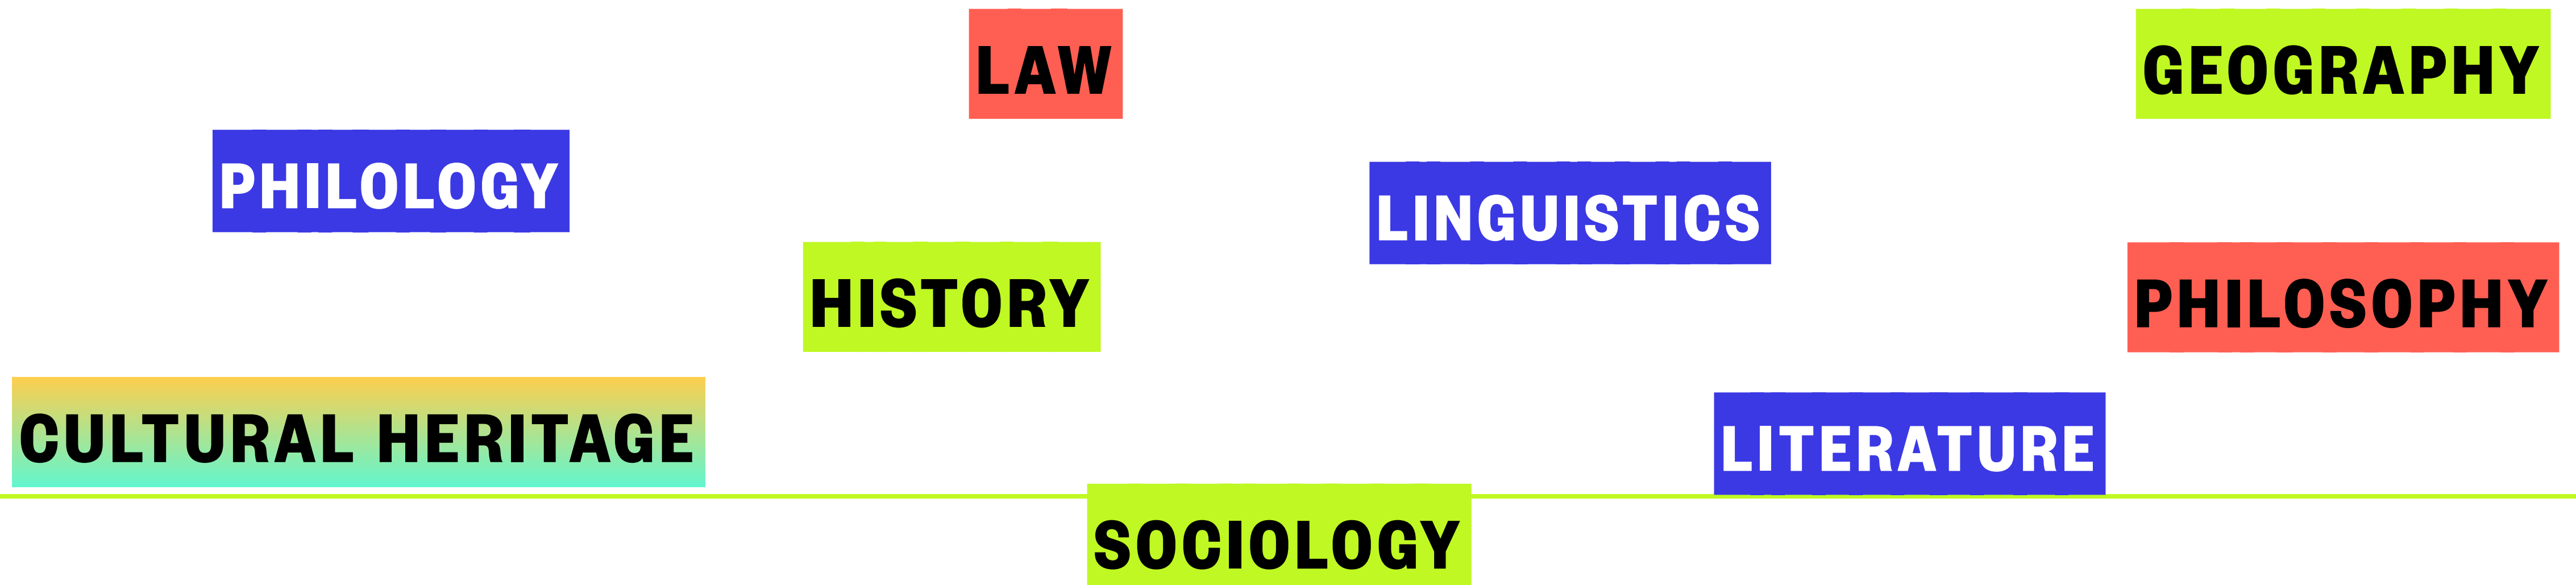 LAW
GEOGRAPHY
PHILOLOGY
LINGUISTICS
HISTORY
PHILOSOPHY
CULTURAL HERITAGE
LITERATURE
SOCIOLOGY